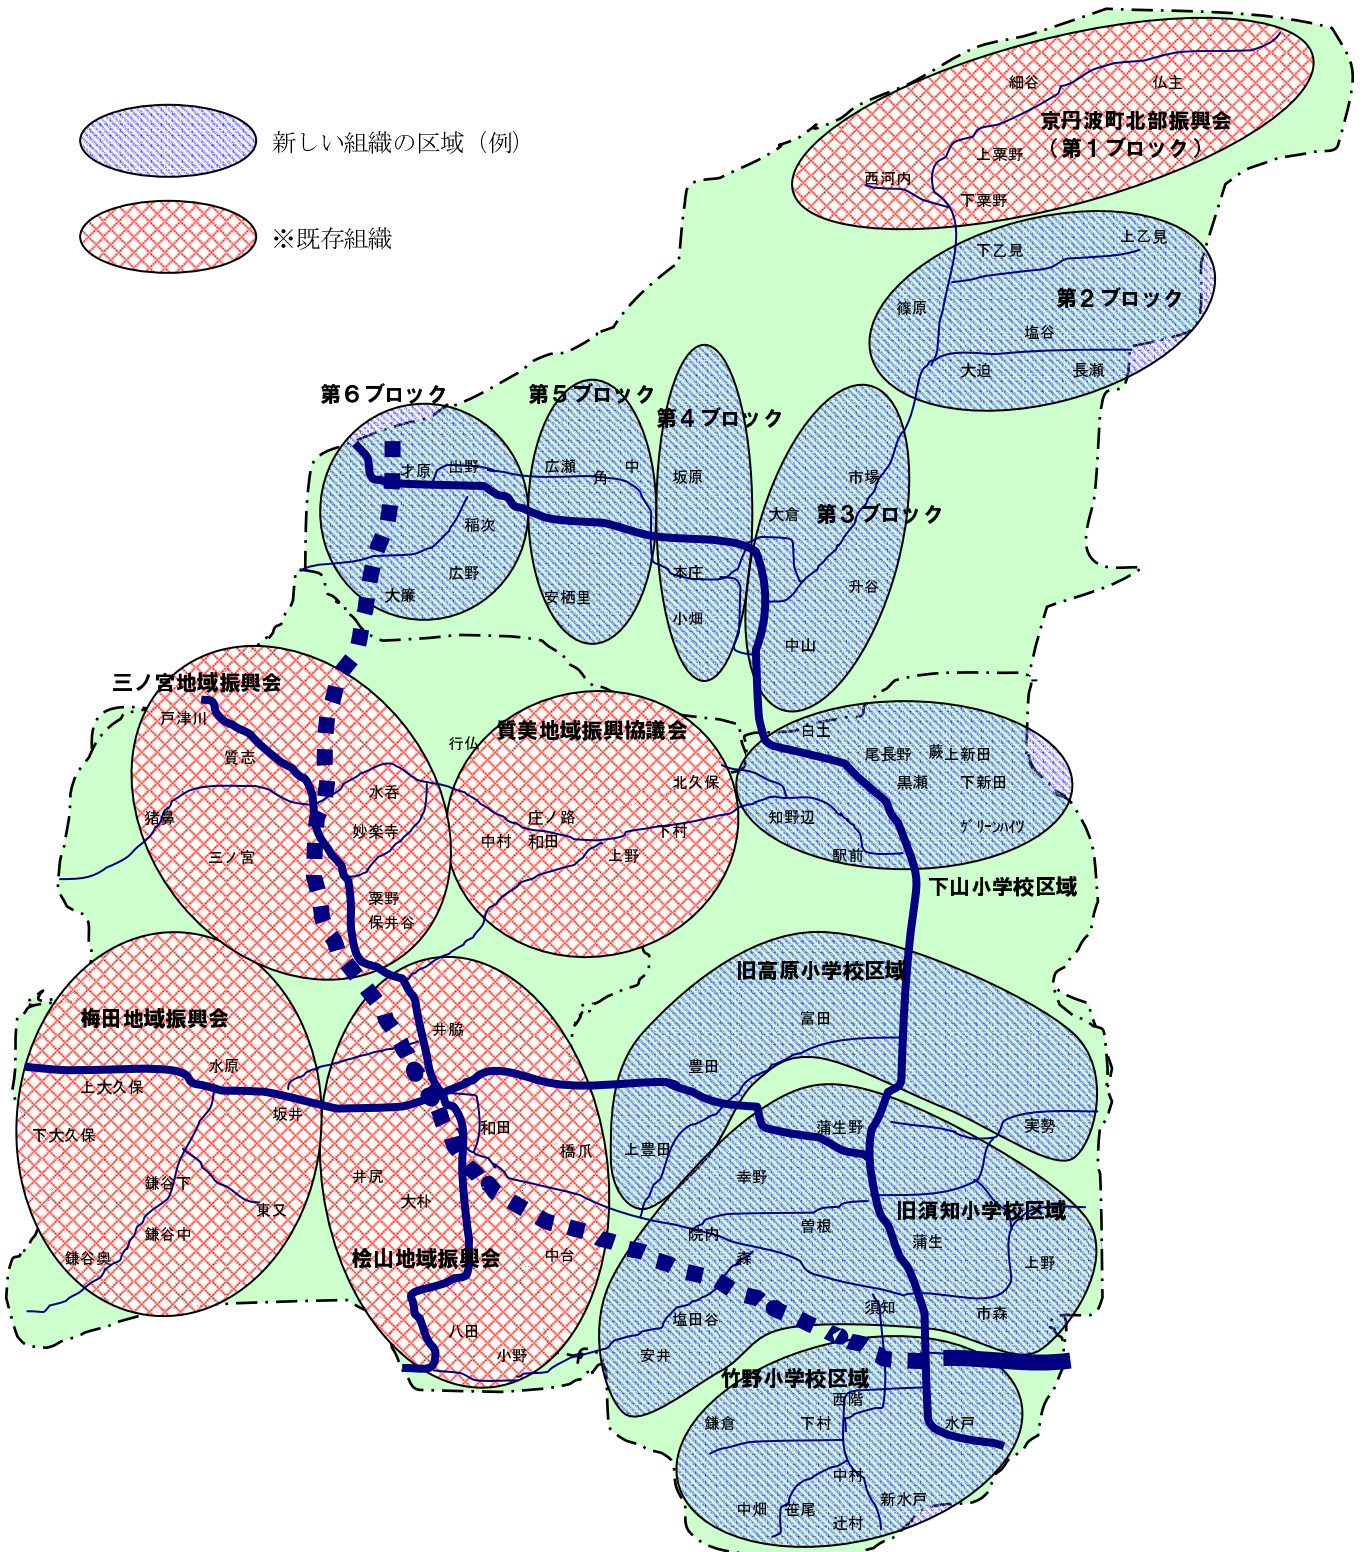 新しい組織の区域（例）
※既存組織
細谷
仏主
京丹波町北部振興会
（第１ブロック）
上粟野
西河内
下粟野
上乙見
下乙見
第２ブロック
篠原
塩谷
大迫
長瀬
第６ブロック
第５ブロック
第４ブロック
才原
出野
広瀬
角
中
坂原
市場
大倉
第３ブロック
稲次
広野
大簾
安栖里
本庄
小畑
升谷
中山
三ノ宮地域振興会
戸津川
質志
質美地域振興協議会
行仏
白土
尾長野
蕨
上新田
北久保
黒瀬
下新田
水呑
猪鼻
妙楽寺
庄ノ路
中村
和田
下村
知野辺
ｸﾞﾘｰﾝﾊｲﾂ
三ノ宮
上野
駅前
下山小学校区域
粟野
保井谷
旧高原小学校区域
梅田地域振興会
井脇
富田
水原
豊田
上大久保
坂井
和田
下大久保
橋爪
上豊田
蒲生野
実勢
鎌谷下
井尻
幸野
大朴
東又
旧須知小学校区域
鎌谷中
院内
曽根
蒲生
鎌谷奥
桧山地域振興会
中台
森
上野
須知
市森
塩田谷
八田
小野
安井
竹野小学校区域
西階
鎌倉
下村
水戸
中村
新水戸
中畑
笹尾
辻村